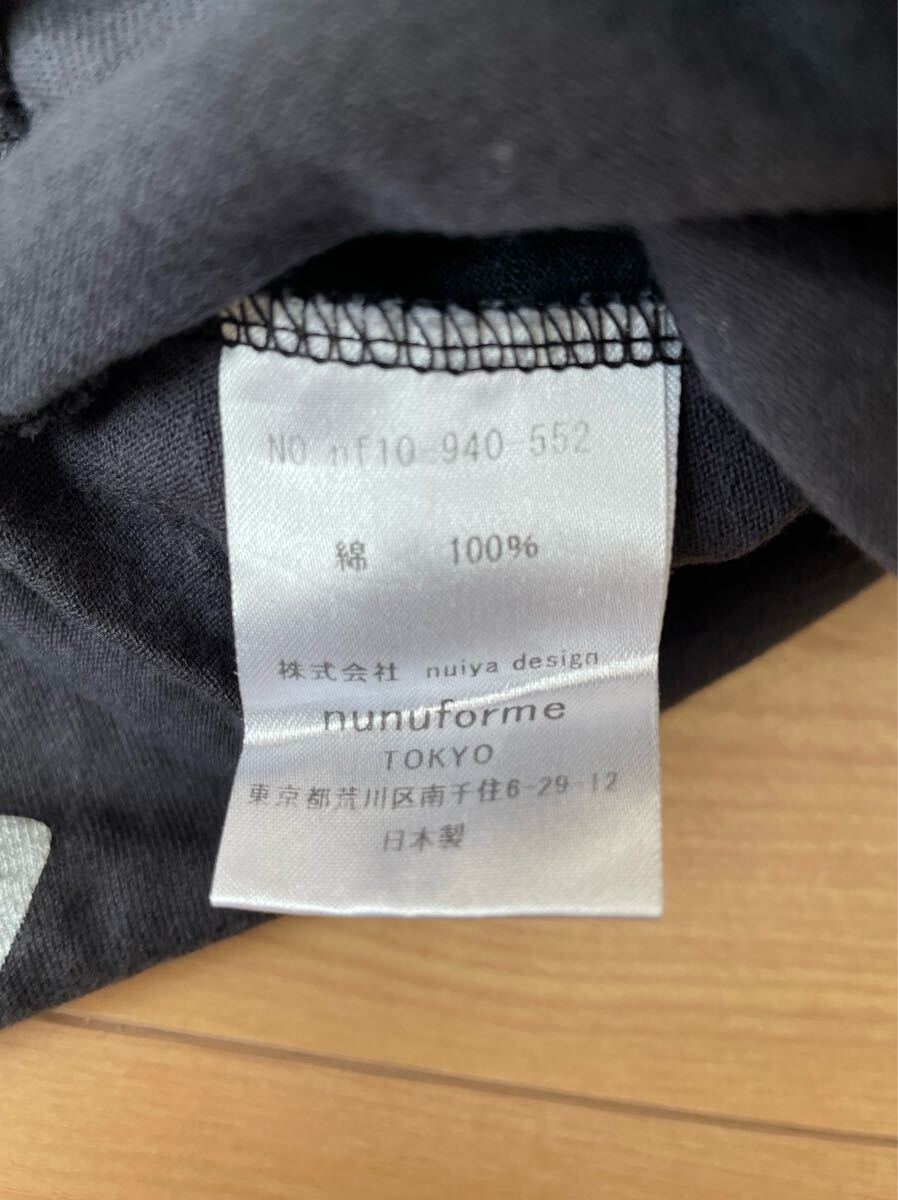 NO nf10-940-552
綿 100%
株式会社 nuiya design
nunuforme
TOKYO
東京都荒川区南千住6-29-12
日本製